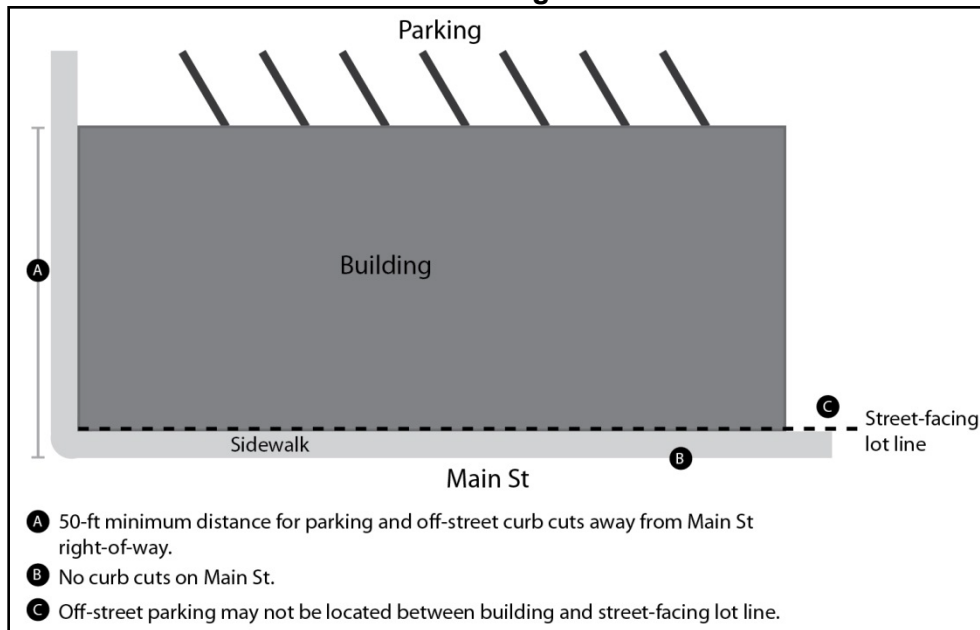 Parking
Building
A
C
Street-facing
lot line
Sidewalk
B
Main St
A 50-ft minimum distance for parking and off-street curb cuts away from Main St
right-of-way.
B No curb cuts on Main St.
C Off-street parking may not be located between building and street-facing lot line.